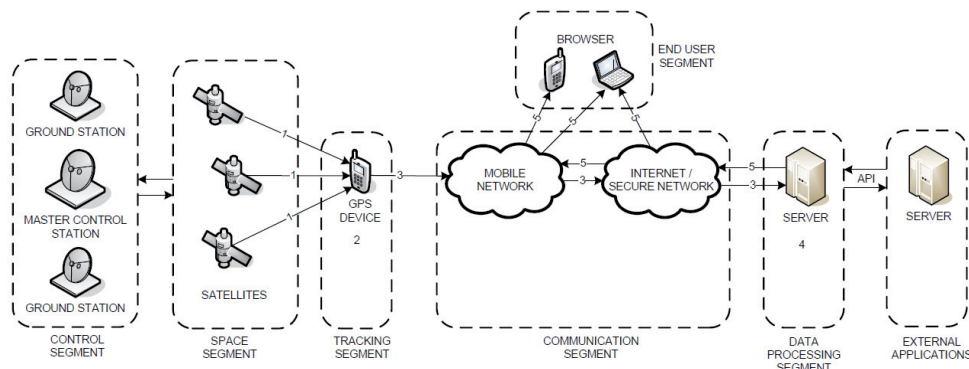 BROWSER
END USER
SEGMENT
GROUND STATION
MASTER CONTROL
STATION
GROUND STATION
CONTROL
SEGMENT
1
1
1
SATELLITES
SPACE
SEGMENT
GPS
DEVICE
2
TRACKING
SEGMENT
3
5
5
5
MOBILE
NETWORK
5
3
INTERNET /
SECURE NETWORK
COMMUNICATION
SEGMENT
5
3
SERVER
4
DATA
PROCESSING
SEGMENT
API
SERVER
EXTERNAL
APPLICATIONS